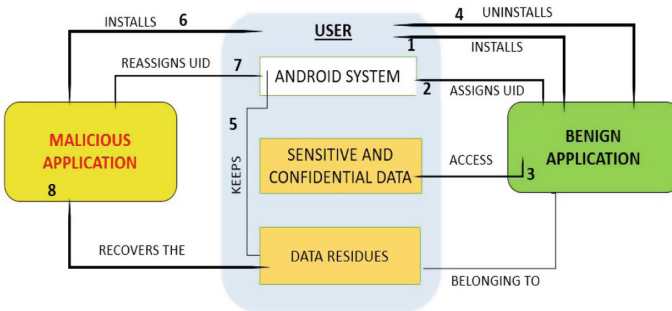 6
4
INSTALLS
USER
UNINSTALLS
1
INSTALLS
REASSIGNS UID
7
ANDROID SYSTEM
2
ASSIGNS UID
5
MALICIOUS
APPLICATION
8
KEEPS
SENSITIVE AND
CONFIDENTIAL DATA
ACCESS
BENIGN
APPLICATION
3
RECOVERS THE
DATA RESIDUES
BELONGING TO